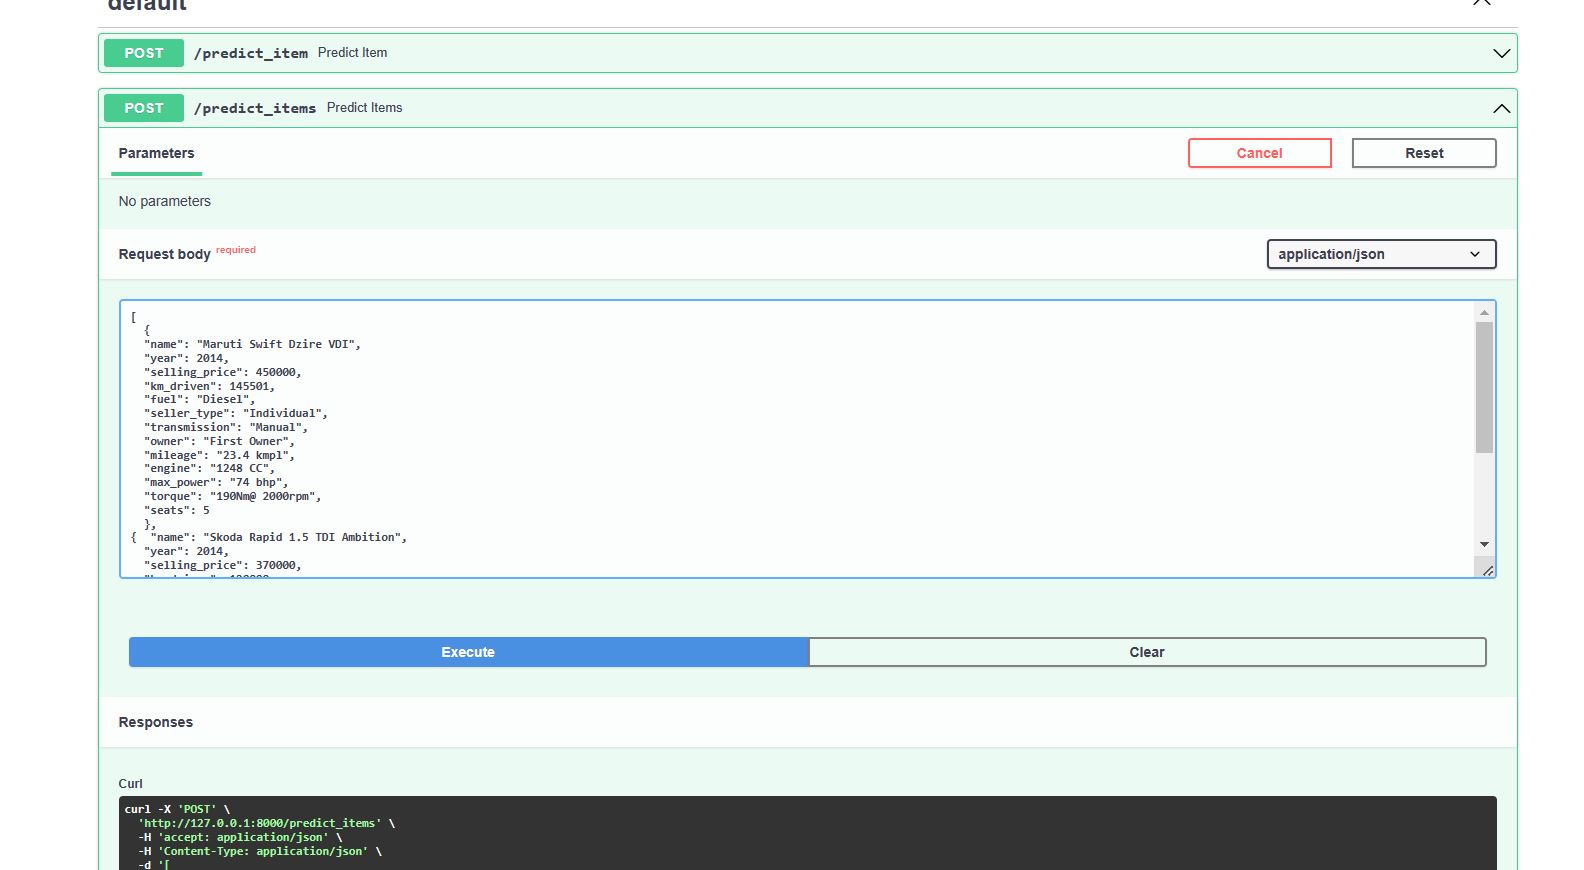 default
POST /predict_item Predict Item
POST /predict_items Predict Items
Parameters
Cancel
Reset
No parameters
Request body required
application/json
[
{
"name": "Maruti Swift Dzire VDI",
"year": 2014,
"selling_price": 450000,
"km_driven": 145501,
"fuel": "Diesel",
"seller_type": "Individual",
"transmission": "Manual",
"owner": "First Owner",
"mileage": "23.4 kmpl",
"engine": "1248 CC",
"max_power": "74 bhp",
"torque": "190Nm@ 2000rpm",
"seats": 5
},
{  "name": "Skoda Rapid 1.5 TDI Ambition",
"year": 2014,
"selling_price": 370000,
Execute
Clear
Responses
Curl
curl -X 'POST' \
'http://127.0.0.1:8000/predict_items' \
-H 'accept: application/json' \
-H 'Content-Type: application/json' \
-d '[